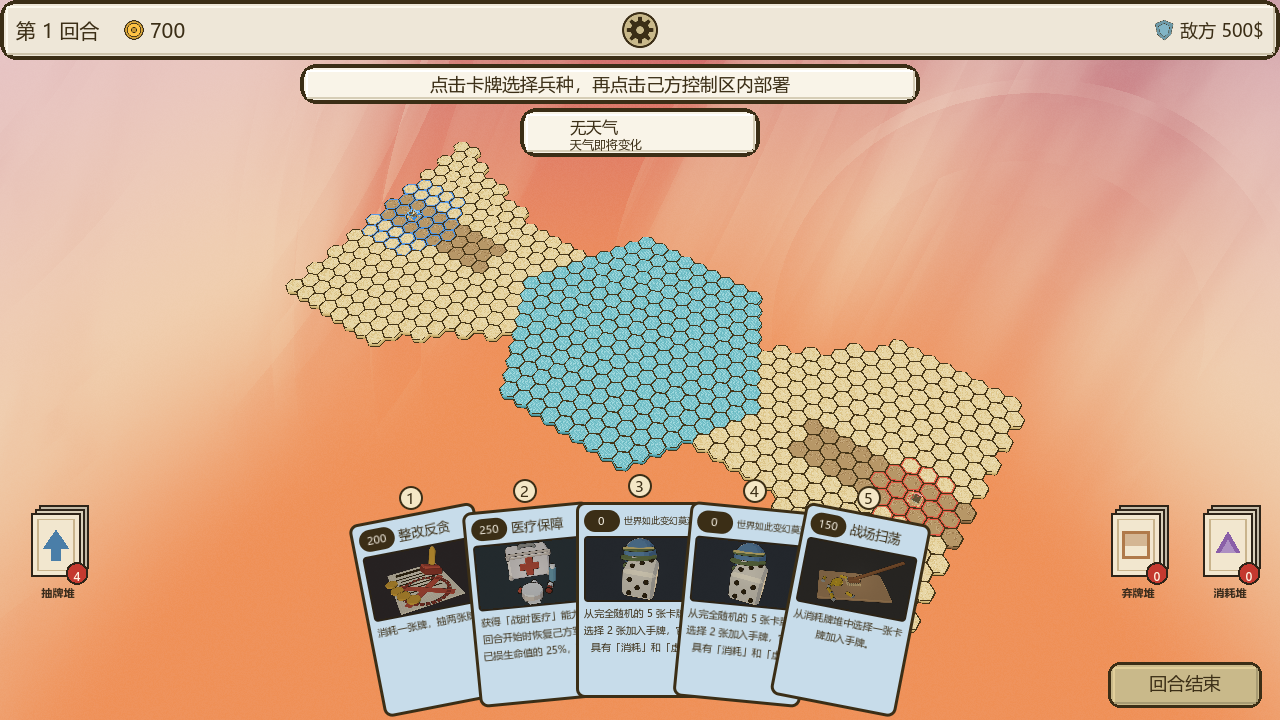 第 1 回合
700
敌方 500$
点击卡牌选择兵种，再点击己方控制区内部署
无天气
天气即将变化
1
2
3
4
5
200 整改反贪
消耗一张牌，抽两张
250 医疗保障
获得「战时医疗」能
回合开始时恢复己方
已损生命值的 25%，
0 世界如此变幻莫
从完全随机的 5 张卡
选择 2 张加入手牌，
具有「消耗」和「
0 世界如此变幻莫
从完全随机的 5 张卡
选择 2 张加入手牌，
具有「消耗」和「
150 战场扫荡
从消耗牌堆中选择一张卡
牌加入手牌。
4
抽牌堆
0
弃牌堆
0
消耗堆
回合结束